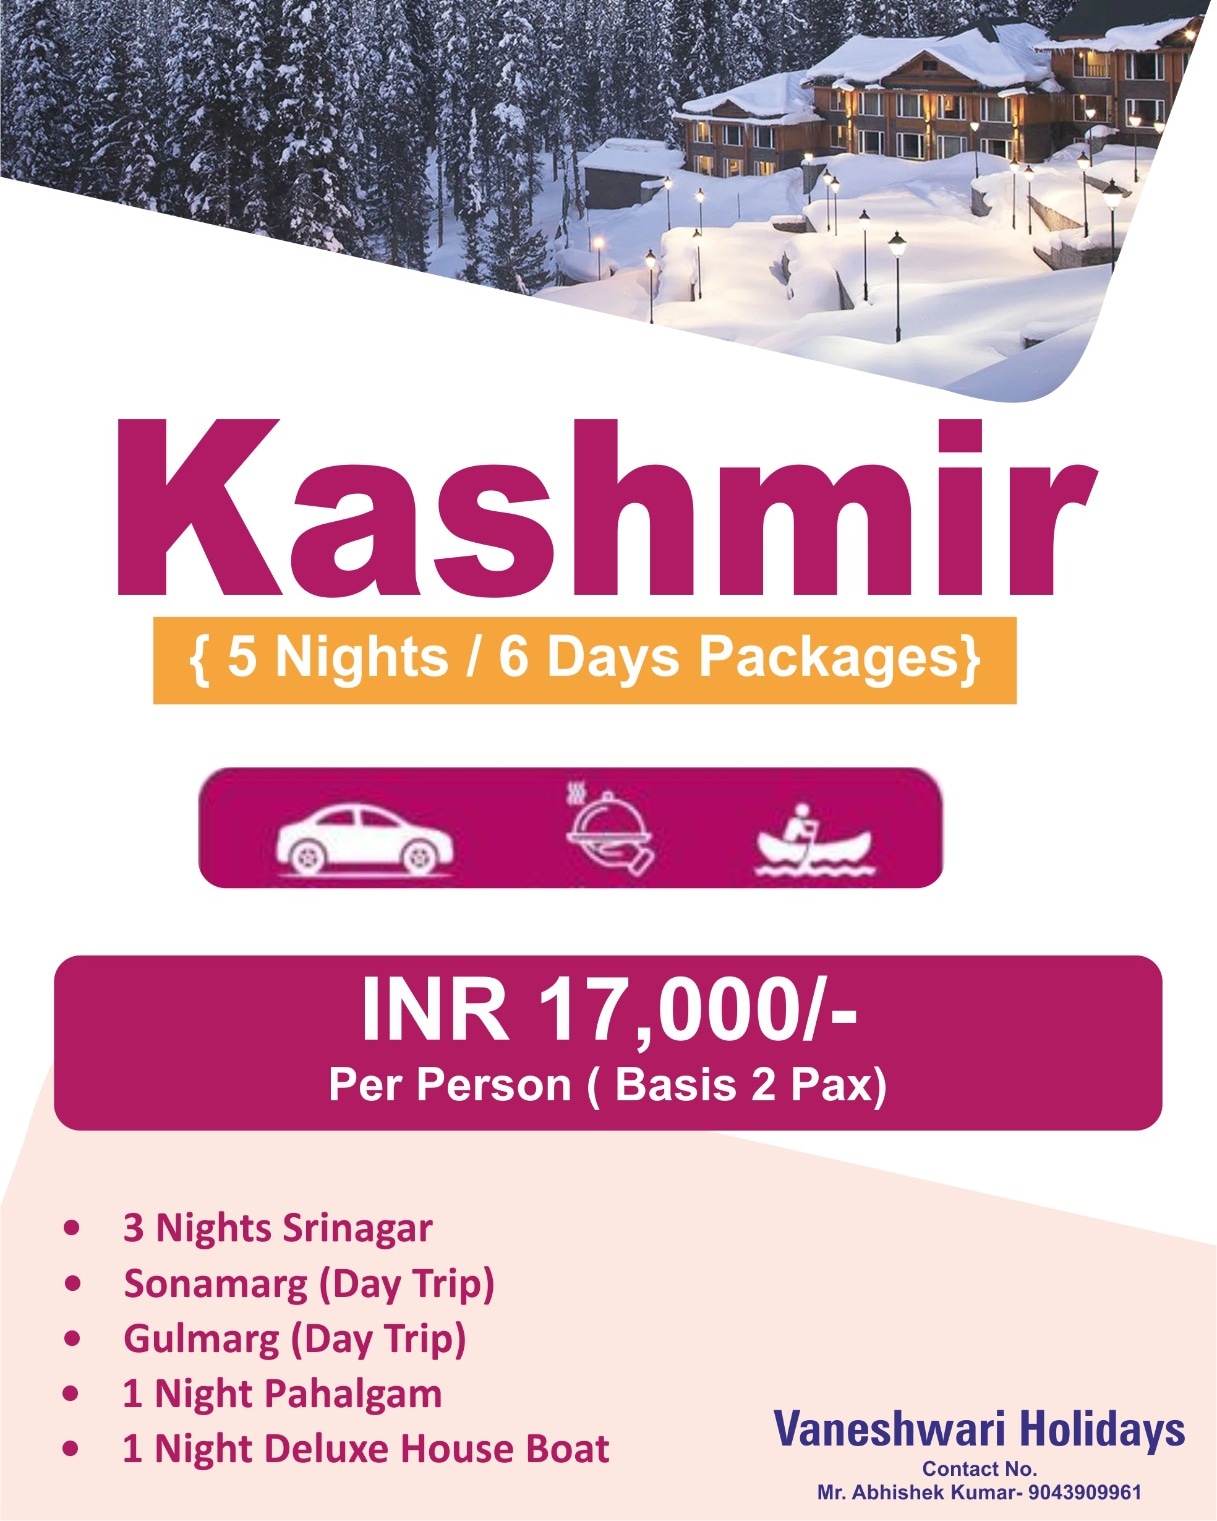 Kashmir
{ 5 Nights / 6 Days Packages}
INR 17,000/-
Per Person ( Basis 2 Pax)
• 3 Nights Srinagar
• Sonamarg (Day Trip)
• Gulmarg (Day Trip)
• 1 Night Pahalgam
• 1 Night Deluxe House Boat
Vaneshwari Holidays
Contact No.
Mr. Abhishek Kumar- 9043909961